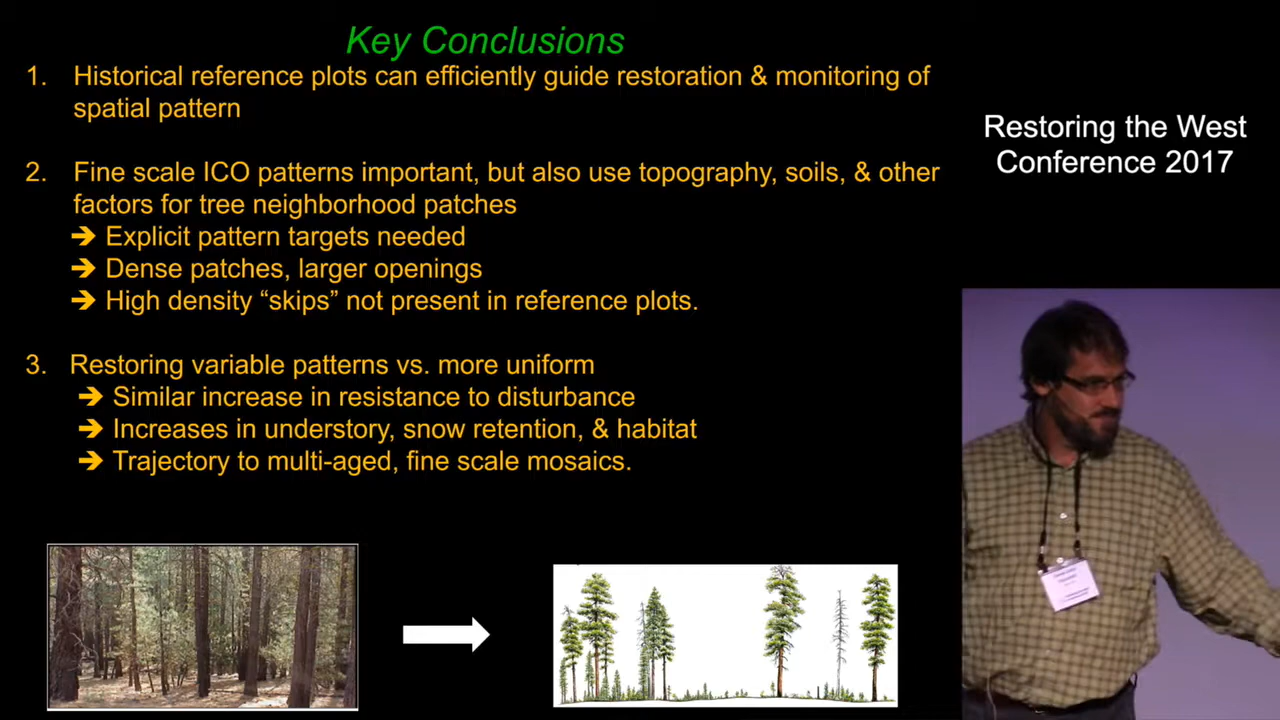 Key Conclusions
1. Historical reference plots can efficiently guide restoration & monitoring of
spatial pattern
2. Fine scale ICO patterns important, but also use topography, soils, & other
factors for tree neighborhood patches
➔ Explicit pattern targets needed
➔ Dense patches, larger openings
➔ High density “skips” not present in reference plots.
3. Restoring variable patterns vs. more uniform
➔ Similar increase in resistance to disturbance
➔ Increases in understory, snow retention, & habitat
➔ Trajectory to multi-aged, fine scale mosaics.
Restoring the West
Conference 2017